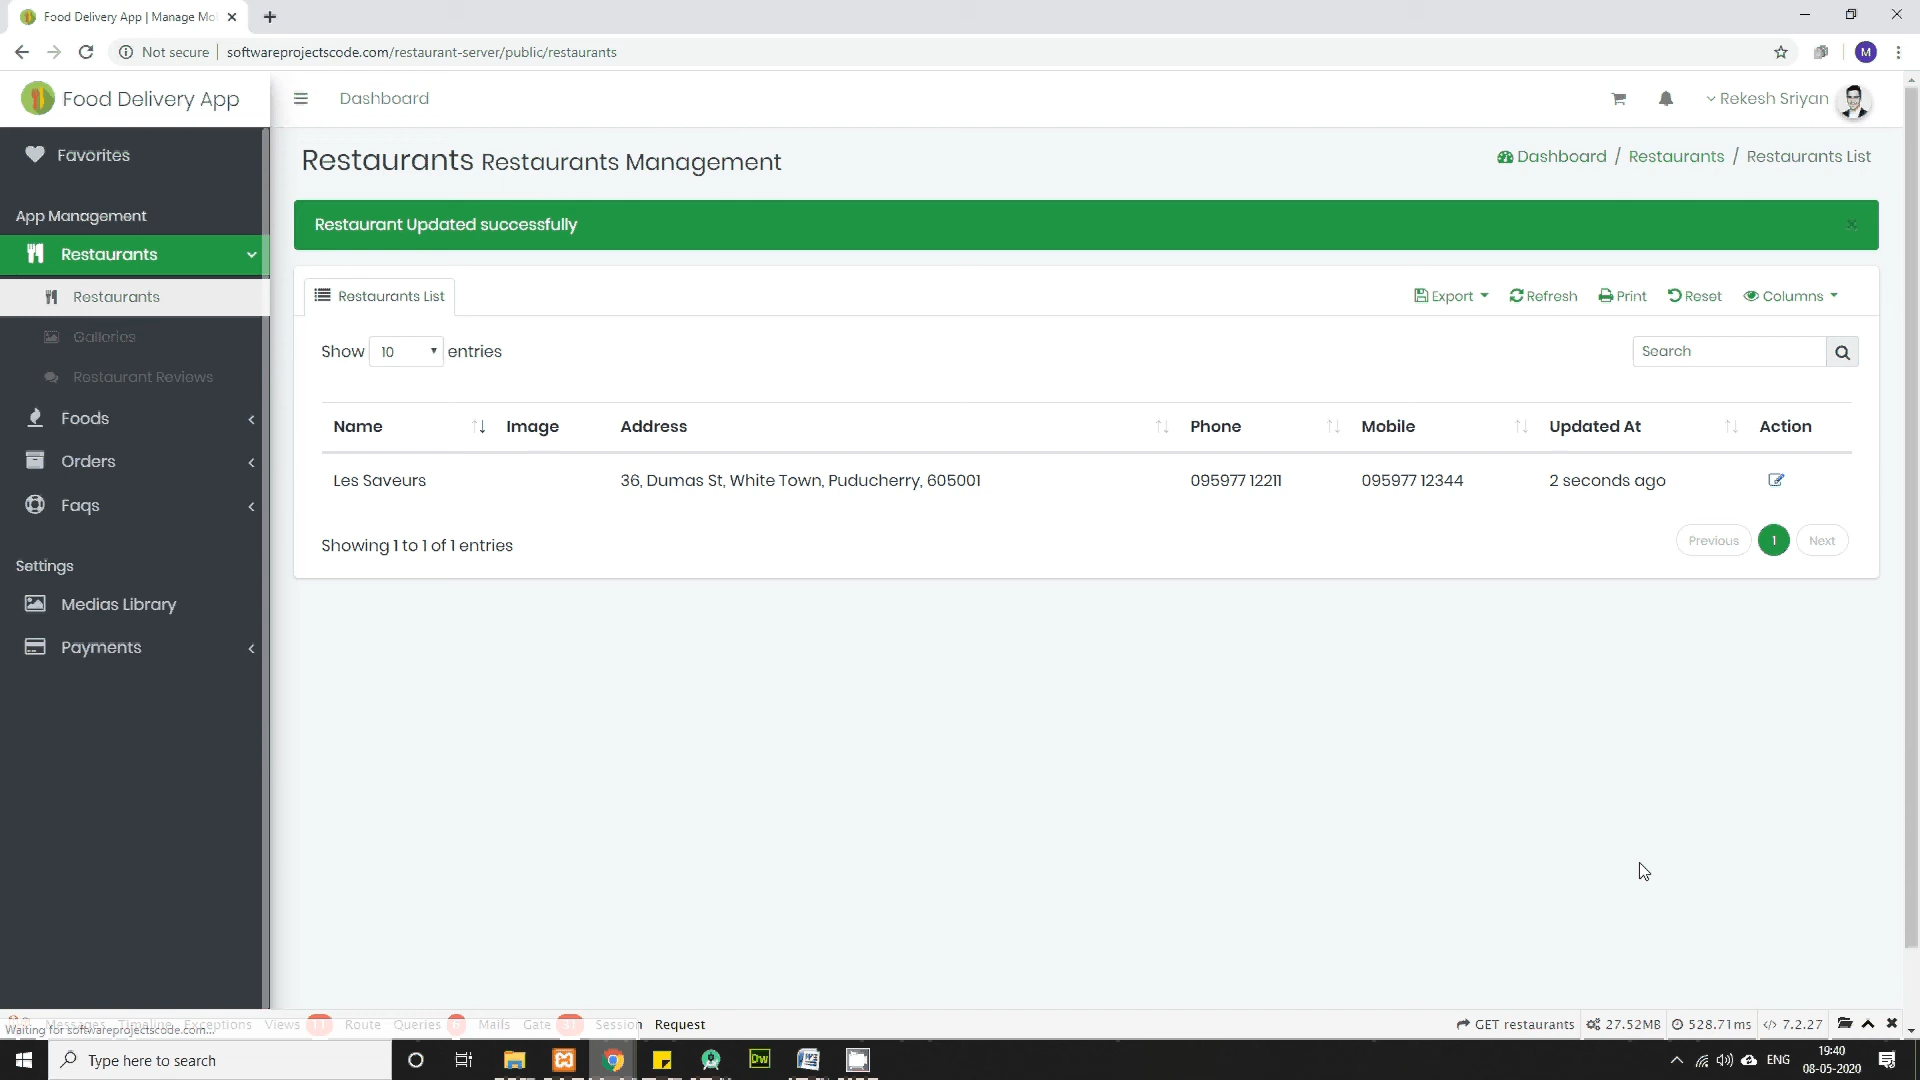 Food Delivery App | Manage Mo
Not secure
softwareprojectscode.com/restaurant-server/public/restaurants
M
Food Delivery App
Dashboard
Rekesh Sriyan
Favorites
App Management
Restaurants
Restaurants
Galleries
Restaurant Reviews
Foods
Orders
Faqs
Settings
Medias Library
Payments
Restaurants Restaurants Management
Dashboard / Restaurants / Restaurants List
Restaurant Updated successfully
Restaurants List
Export
Refresh
Print
Reset
Columns
Show 10 entries
Search
Name Image Address Phone Mobile Updated At Action
Les Saveurs 36, Dumas St, White Town, Puducherry, 605001 095977 12211 095977 12344 2 seconds ago
Showing 1 to 1 of 1 entries
Previous 1 Next
Waiting for softwareprojectscode.com...
Messages Timeline Exceptions Views 11 Route Queries Mails Gate Session Request
GET restaurants 27.52MB 528.71ms 7.2.27
Type here to search
Dw
ENG
19:40
08-05-2020